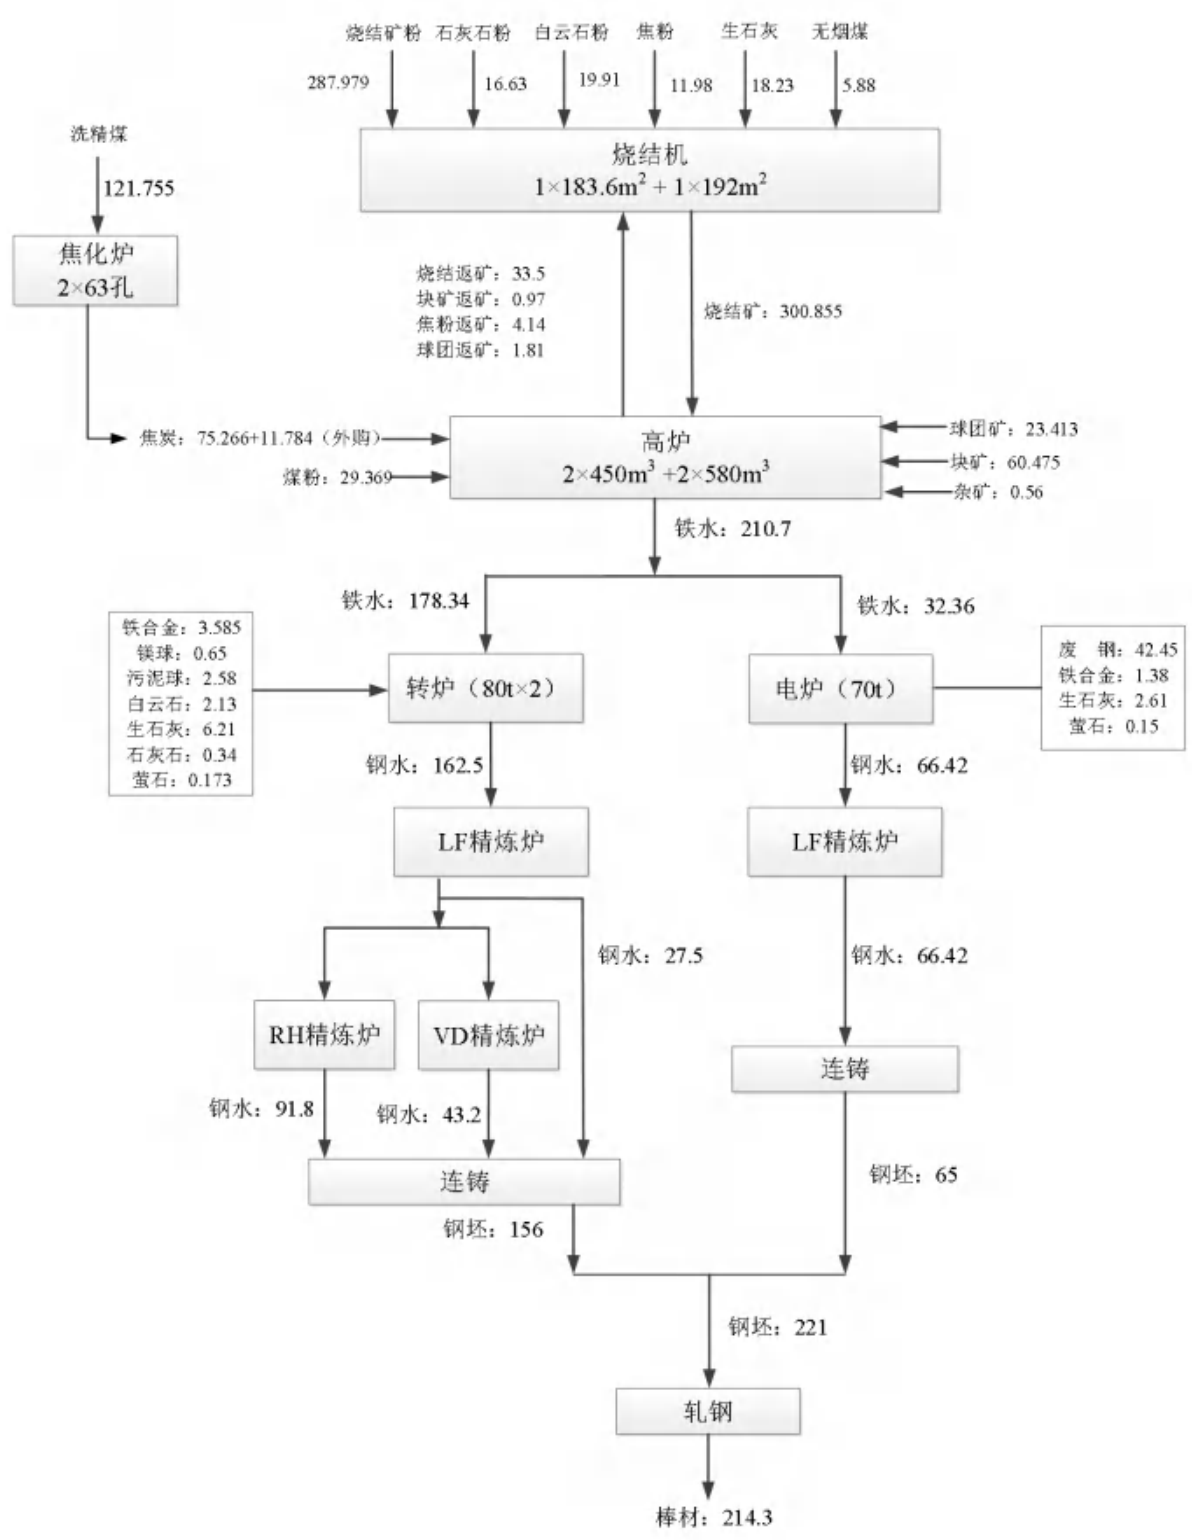 烧结矿粉 石灰石粉 白云石粉 焦粉 生石灰 无烟煤
287.979 16.63 19.91 11.98 18.23 5.88
烧结机
1×183.6m² + 1×192m²
洗精煤
121.755
焦化炉
2×63孔
烧结返矿：33.5
块矿返矿：0.97
焦粉返矿：4.14
球团返矿：1.81
烧结矿：300.855
焦炭：75.266+11.784（外购）
煤粉：29.369
高炉
2×450m³ +2×580m³
球团矿：23.413
块矿：60.475
杂矿：0.56
铁水：210.7
铁水：178.34
铁水：32.36
铁合金：3.585
镁球：0.65
污泥球：2.58
白云石：2.13
生石灰：6.21
石灰石：0.34
萤石：0.173
转炉（80t×2）
电炉（70t）
废 钢：42.45
铁合金：1.38
生石灰：2.61
萤石：0.15
钢水：162.5
钢水：66.42
LF精炼炉
LF精炼炉
钢水：27.5
钢水：66.42
RH精炼炉
VD精炼炉
连铸
钢水：91.8
钢水：43.2
连铸
钢坯：65
钢坯：156
钢坯：221
轧钢
棒材：214.3